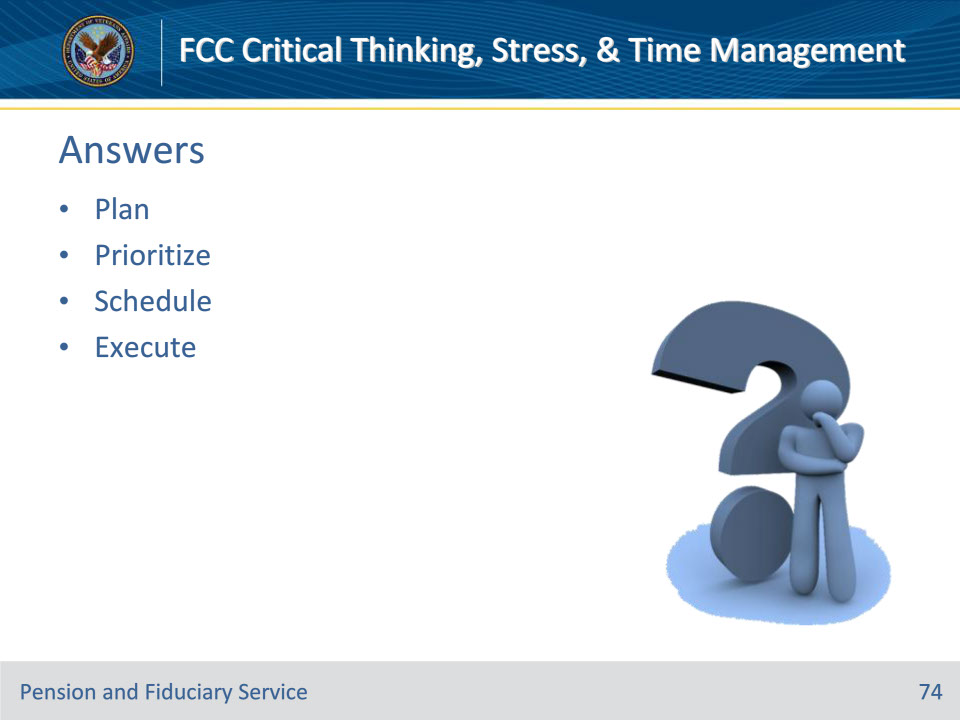 FCC Critical Thinking, Stress, & Time Management
Answers
• Plan
• Prioritize
• Schedule
• Execute
Pension and Fiduciary Service
74